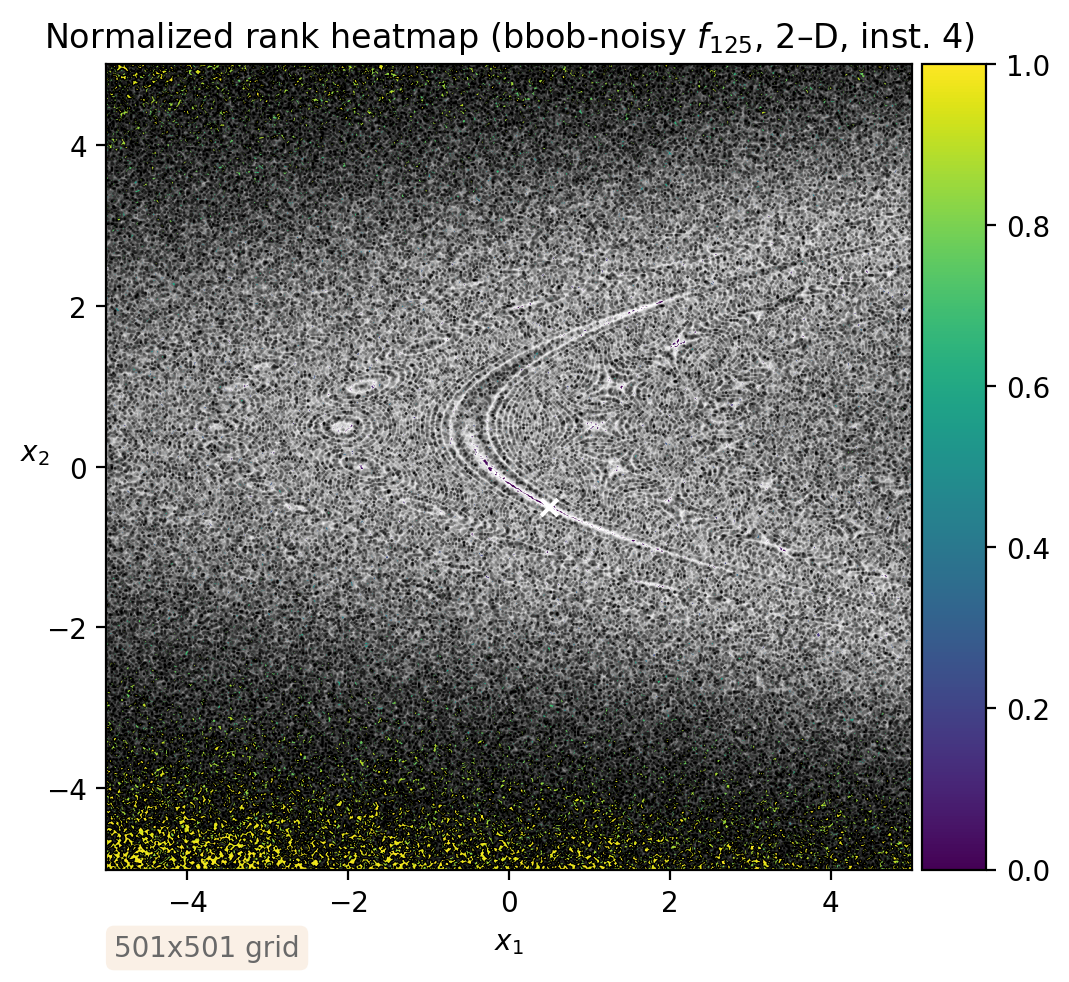 Normalized rank heatmap (bbob-noisy f₁₂₅, 2–D, inst. 4)
1.0
0.8
0.6
0.4
0.2
0.0
4
2
0
−2
−4
x₂
−4 −2 0 2 4
x₁
501x501 grid